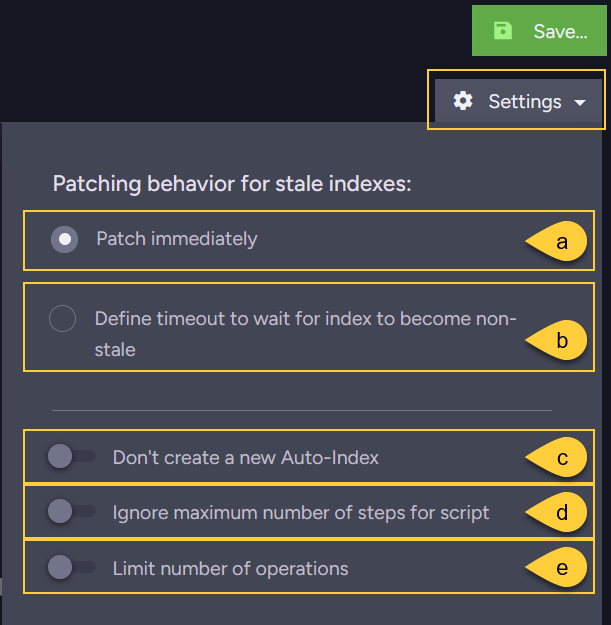 Save...
Settings
Patching behavior for stale indexes:
Patch immediately
a
Define timeout to wait for index to become non-
stale
b
Don't create a new Auto-Index
c
Ignore maximum number of steps for script
d
Limit number of operations
e